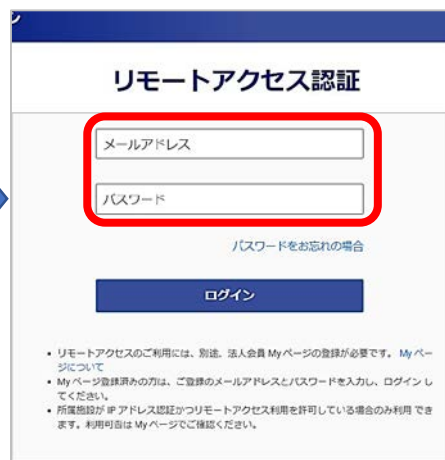 リモートアクセス認証
メールアドレス
パスワード
パスワードをお忘れの場合
ログイン
• リモートアクセスのご利用には、別途、法人会員 My ページの登録が必要です。 My ペー
ジについて
• My ページ登録済みの方は、ご登録のメールアドレスとパスワードを入力し、ログイン し
てください。
• 所属施設が IP アドレス認証かつリモートアクセス利用を許可している場合のみ利用 でき
ます。利用可否は My ページでご確認ください。